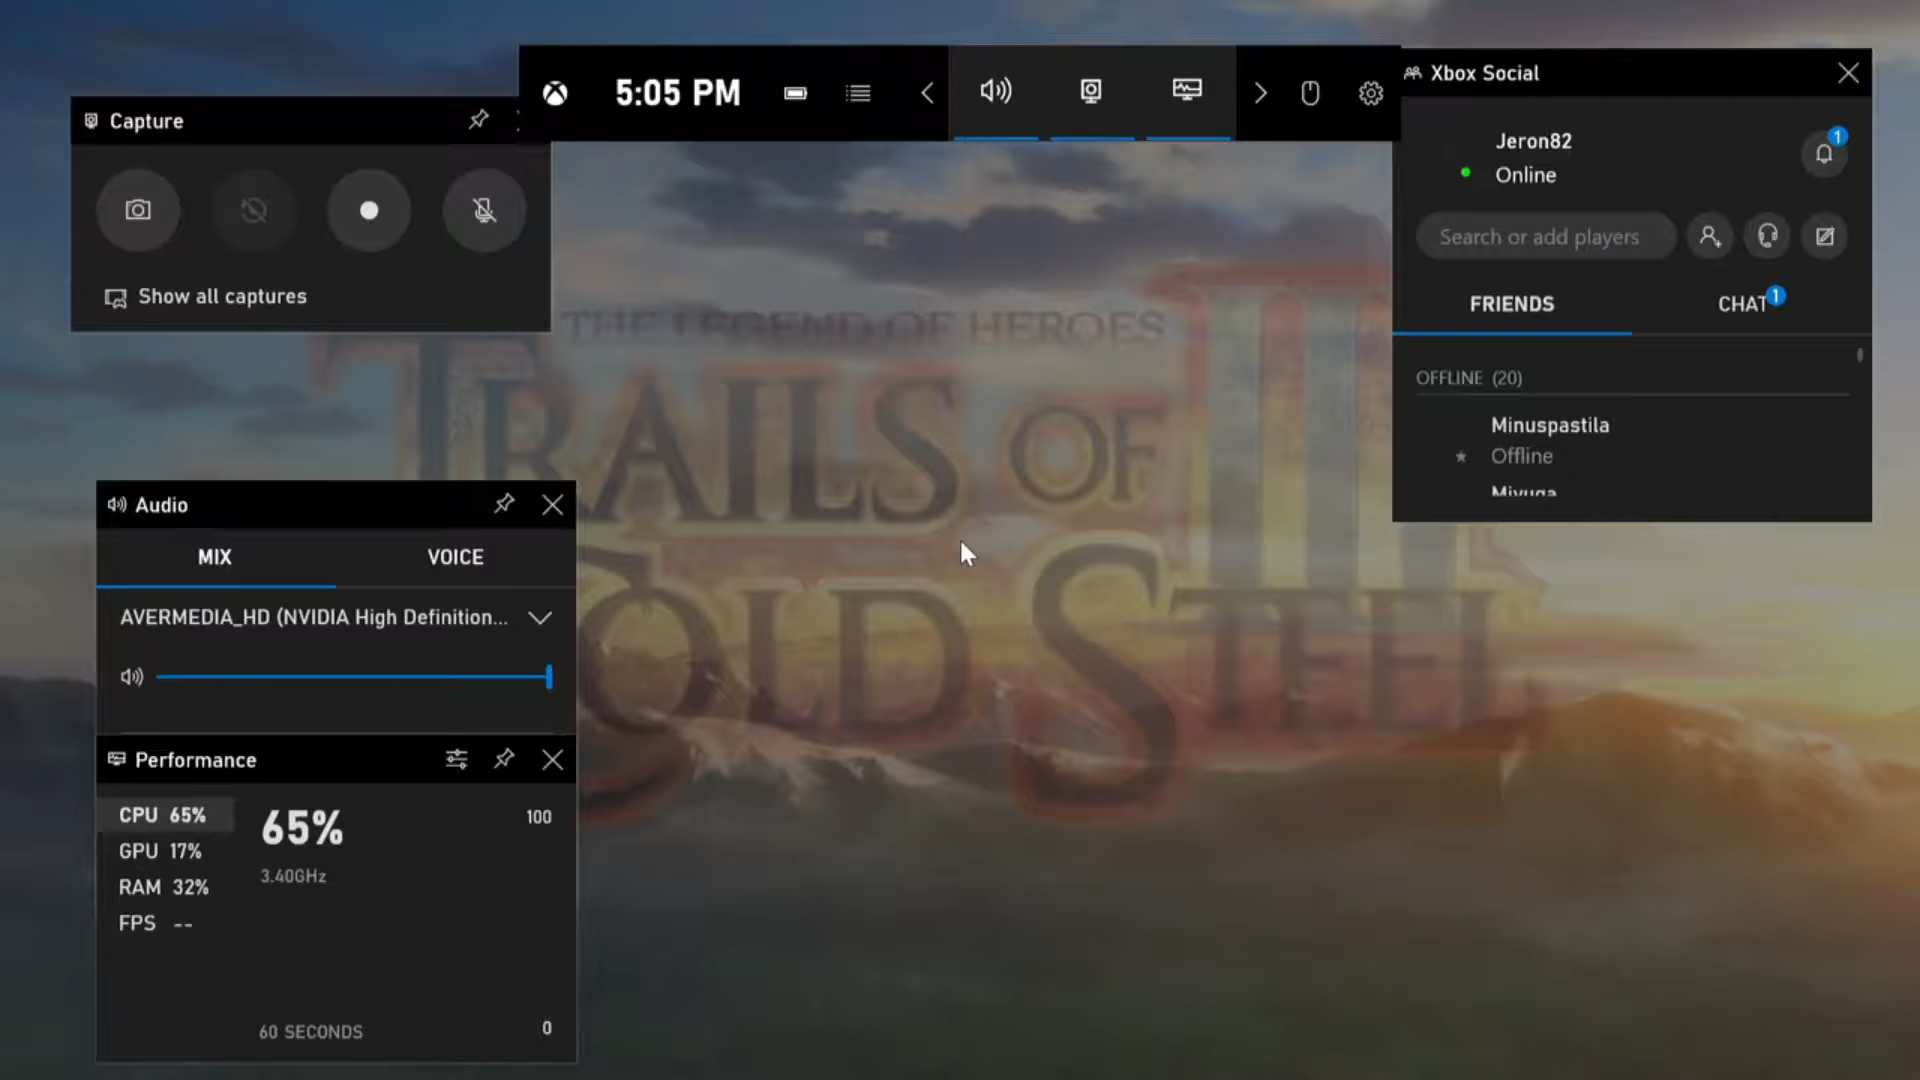 5:05 PM
Capture
Show all captures
Xbox Social
Jeron82
1
Online
Search or add players
FRIENDS
CHAT 1
OFFLINE (20)
Minuspastila
Offline
Miyuga
THE LEGEND OF HEROES
TRAILS OF
COLD STEEL III
Audio
MIX VOICE
AVERMEDIA_HD (NVIDIA High Definition...
Performance
CPU 65%
GPU 17%
RAM 32%
FPS --
65%
3.40GHz
100
60 SECONDS
0